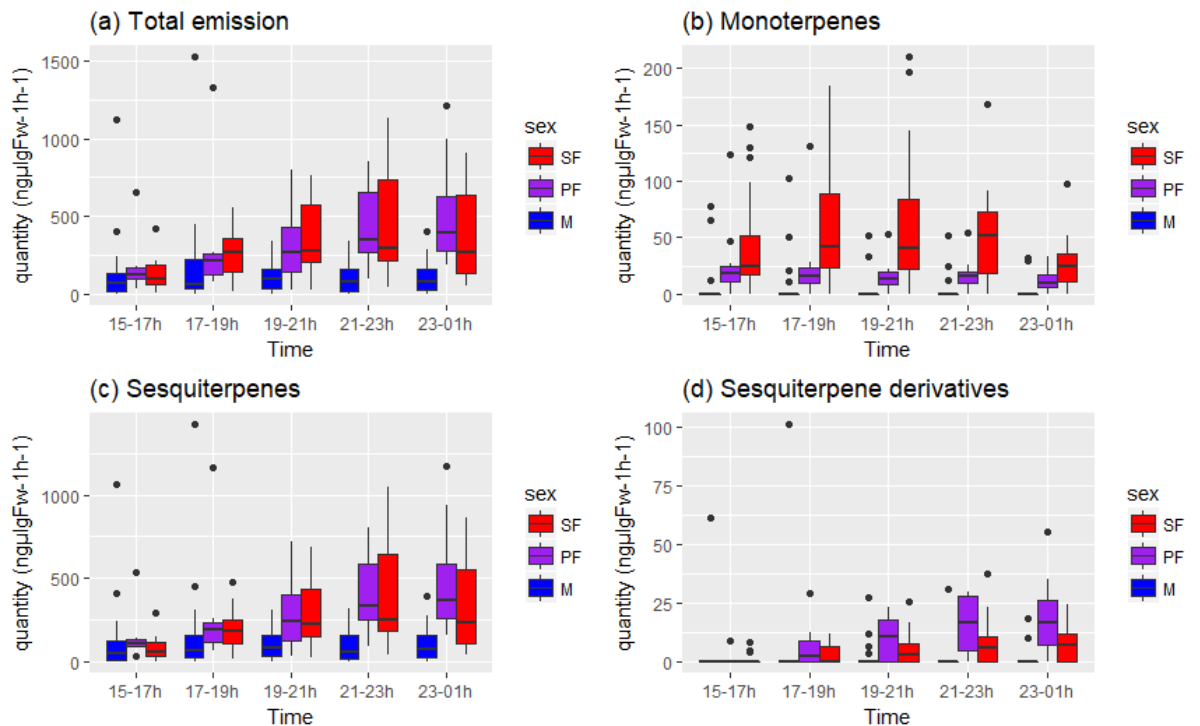 (a) Total emission
quantity (ngµlgFw-1h-1)
1500
1000
500
0
15-17h 17-19h 19-21h 21-23h 23-01h
Time
sex
SF
PF
M
(b) Monoterpenes
quantity (ngµlgFw-1h-1)
200
150
100
50
0
15-17h 17-19h 19-21h 21-23h 23-01h
Time
sex
SF
PF
M
(c) Sesquiterpenes
quantity (ngµlgFw-1h-1)
1000
500
0
15-17h 17-19h 19-21h 21-23h 23-01h
Time
sex
SF
PF
M
(d) Sesquiterpene derivatives
quantity (ngµlgFw-1h-1)
100
75
50
25
0
15-17h 17-19h 19-21h 21-23h 23-01h
Time
sex
SF
PF
M